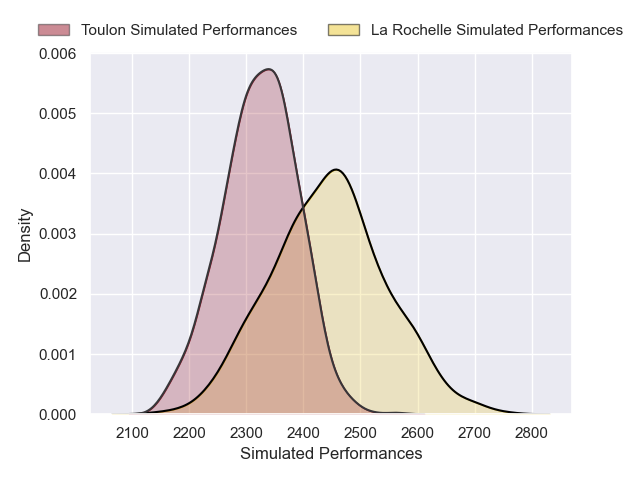 Toulon Simulated Performances
La Rochelle Simulated Performances
0.006
0.005
0.004
0.003
0.002
0.001
0.000
Density
2100 2200 2300 2400 2500 2600 2700 2800
Simulated Performances